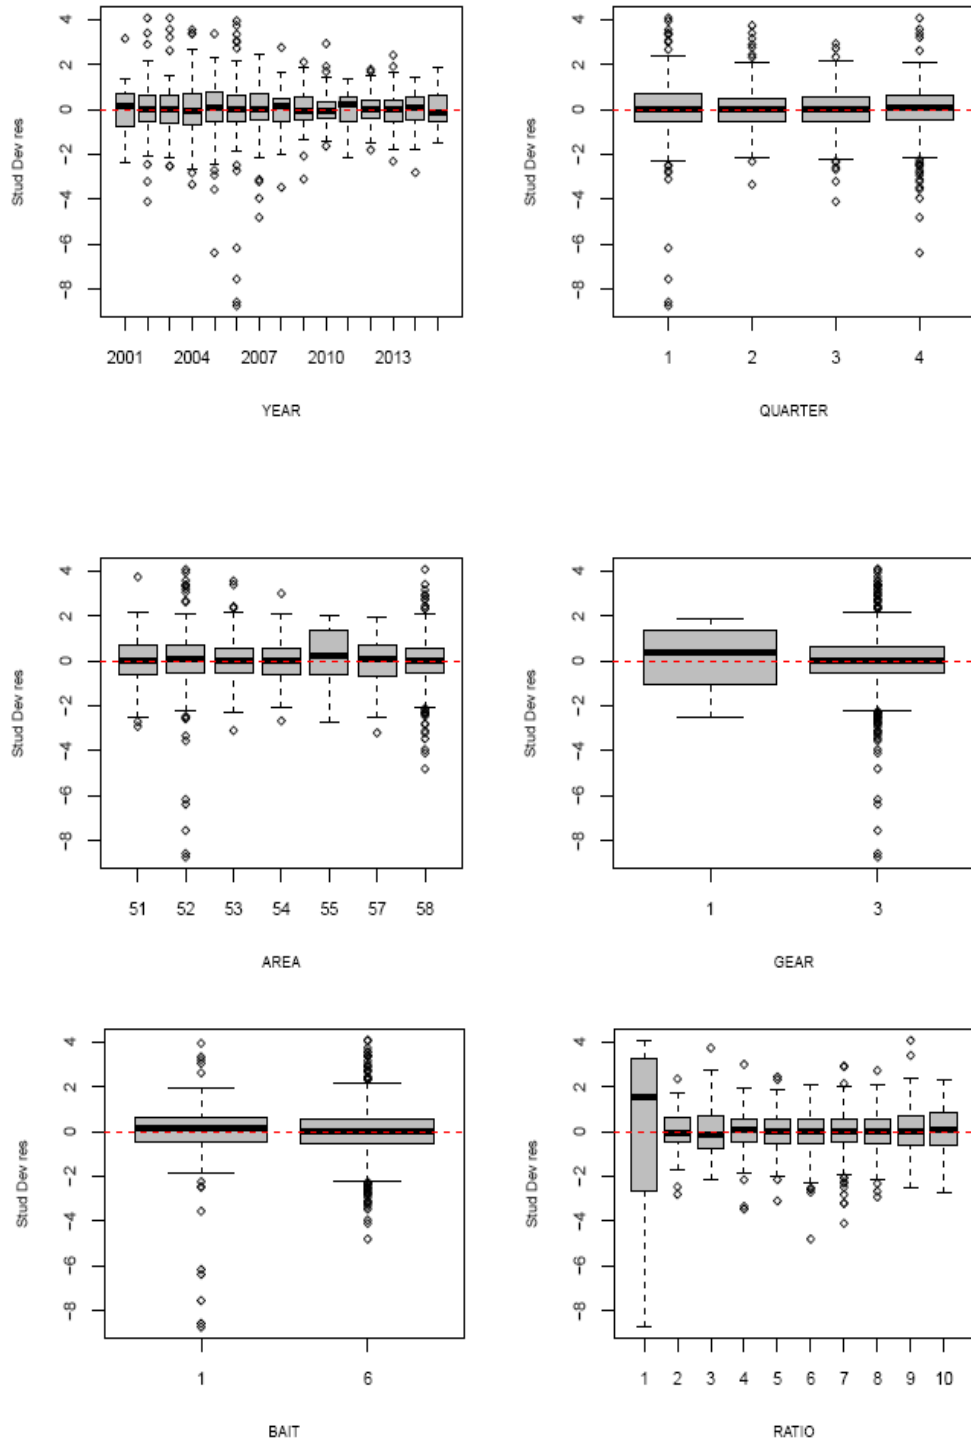 4 4
2 2
0 0
-2 -2
-4 -4
-6 -6
-8 -8
Stud Dev res Stud Dev res
2001 2004 2007 2010 2013 1 2 3 4
YEAR QUARTER
4 4
2 2
0 0
-2 -2
-4 -4
-6 -6
-8 -8
Stud Dev res Stud Dev res
51 52 53 54 55 57 58 1 3
AREA GEAR
4 4
2 2
0 0
-2 -2
-4 -4
-6 -6
-8 -8
Stud Dev res Stud Dev res
1 6 1 2 3 4 5 6 7 8 9 10
BAIT RATIO